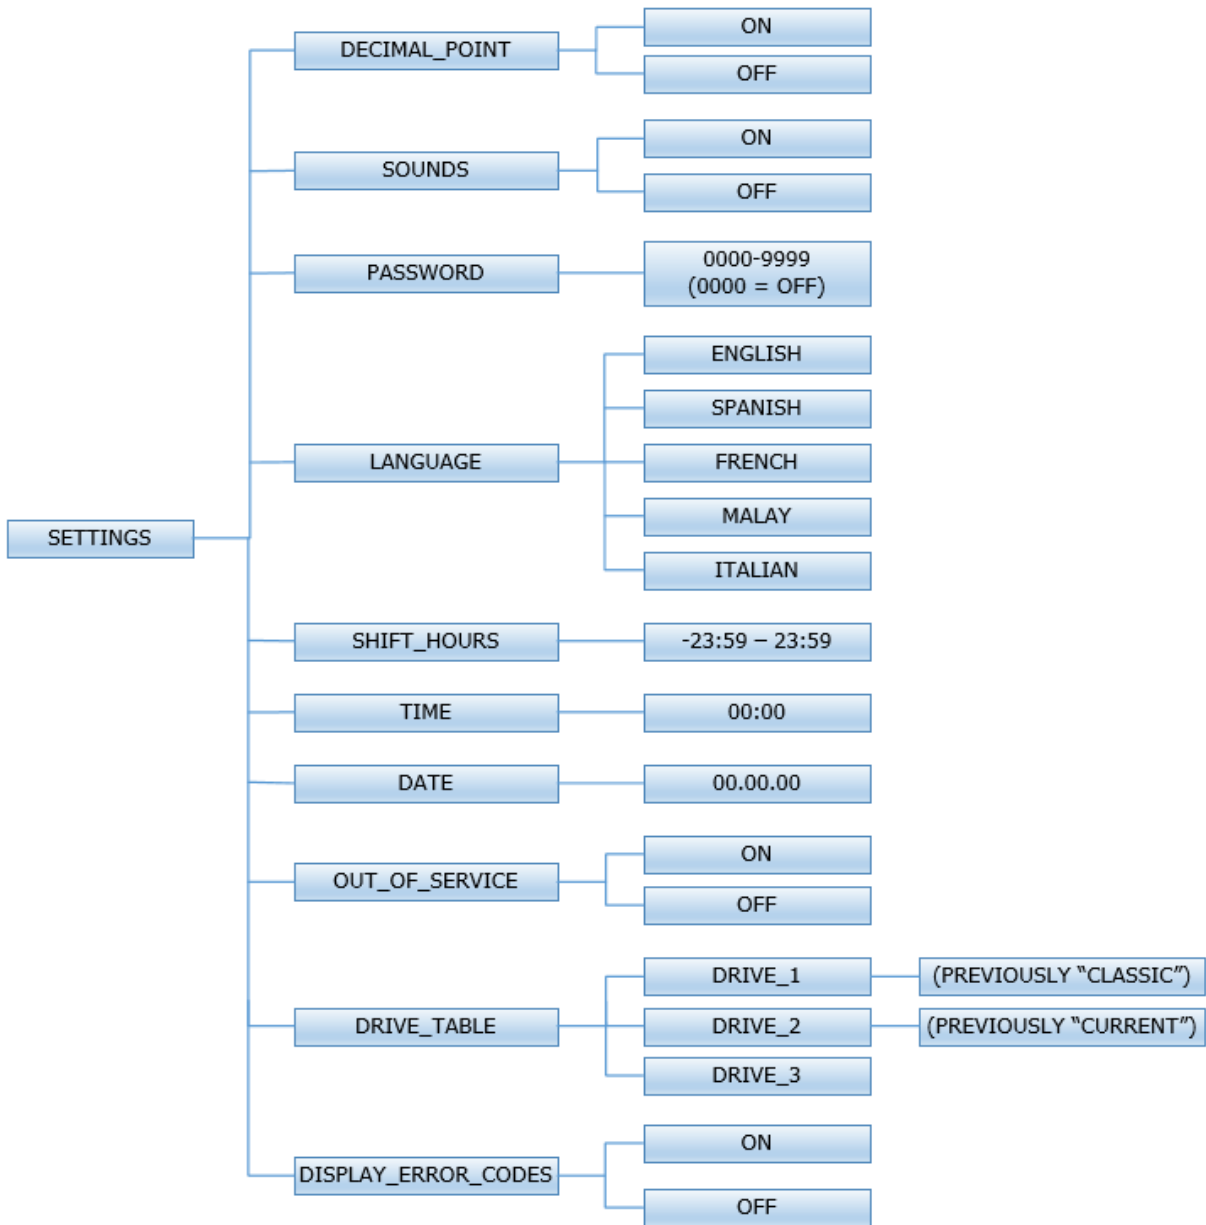 SETTINGS
DECIMAL_POINT
ON
OFF
SOUNDS
ON
OFF
PASSWORD
0000-9999
(0000 = OFF)
LANGUAGE
ENGLISH
SPANISH
FRENCH
MALAY
ITALIAN
SHIFT_HOURS
-23:59 – 23:59
TIME
00:00
DATE
00.00.00
OUT_OF_SERVICE
ON
OFF
DRIVE_TABLE
DRIVE_1
(PREVIOUSLY “CLASSIC”)
DRIVE_2
(PREVIOUSLY “CURRENT”)
DRIVE_3
DISPLAY_ERROR_CODES
ON
OFF